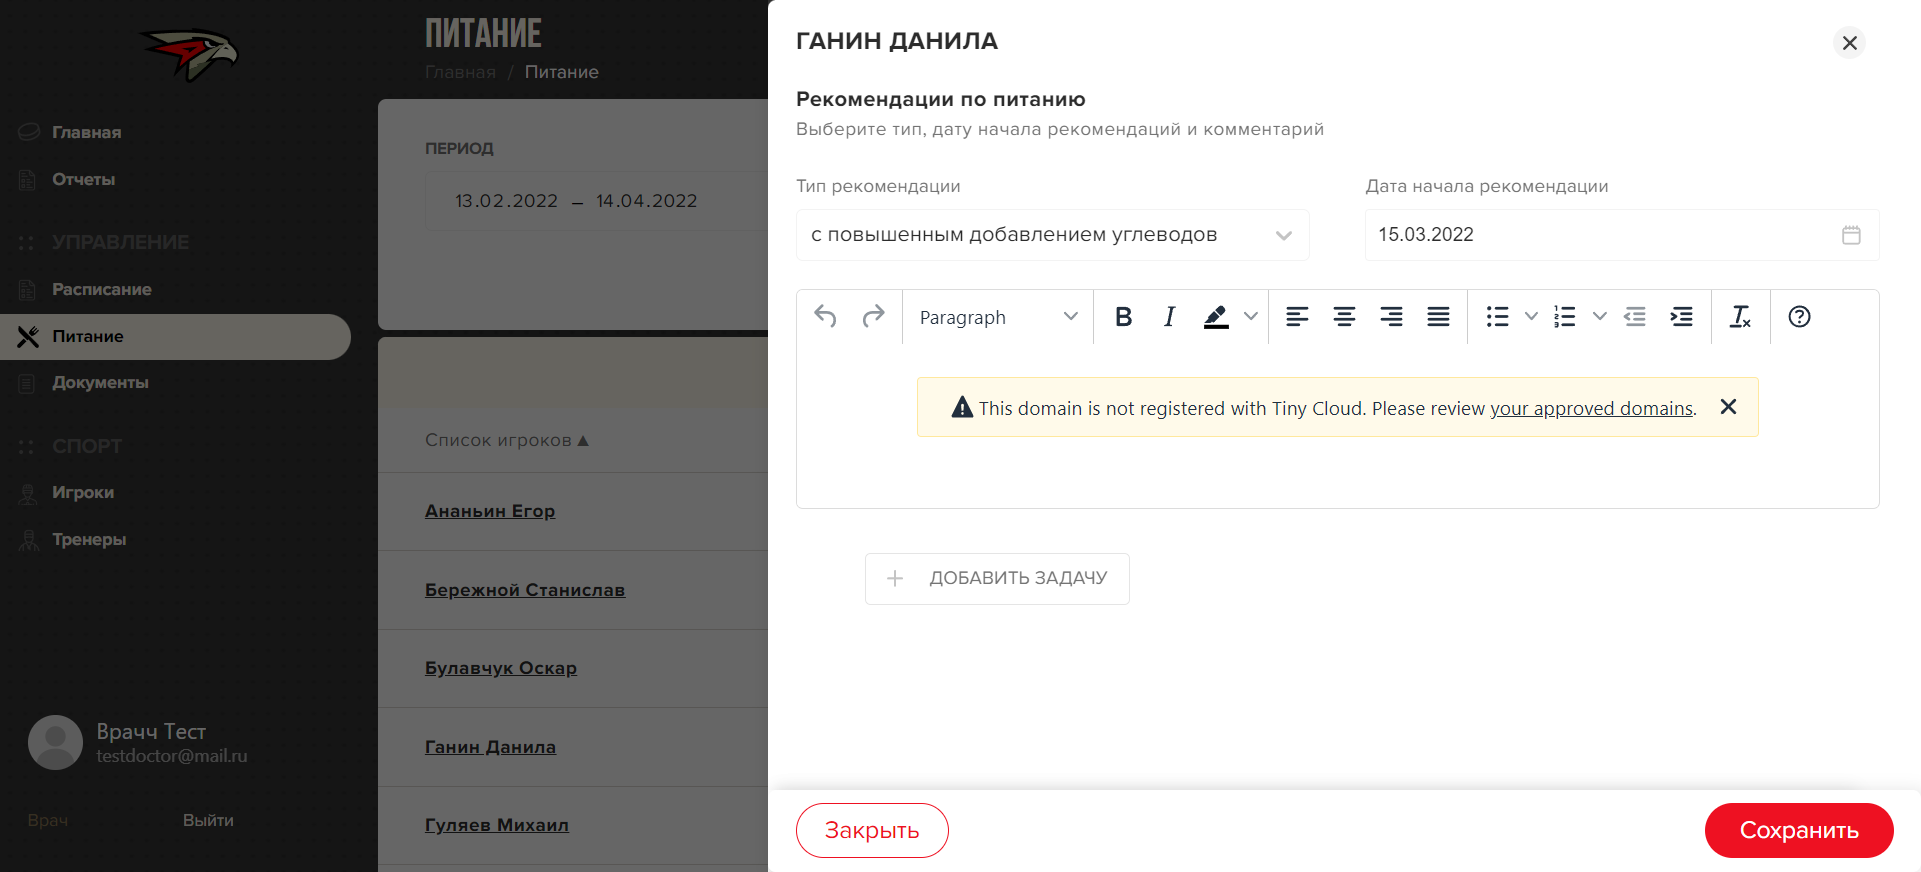 ПИТАНИЕ
Главная / Питание
Главная
Отчеты
УПРАВЛЕНИЕ
Расписание
Питание
Документы
СПОРТ
Игроки
Тренеры
Врачч Тест
testdoctor@mail.ru
Врач
Выйти
ПЕРИОД
13.02.2022 – 14.04.2022
Список игроков ▲
Ананьин Егор
Бережной Станислав
Булавчук Оскар
Ганин Данила
Гуляев Михаил
ГАНИН ДАНИЛА
Рекомендации по питанию
Выберите тип, дату начала рекомендаций и комментарий
Тип рекомендации
с повышенным добавлением углеводов
Дата начала рекомендации
15.03.2022
Paragraph
This domain is not registered with Tiny Cloud. Please review your approved domains.
+ ДОБАВИТЬ ЗАДАЧУ
Закрыть
Сохранить